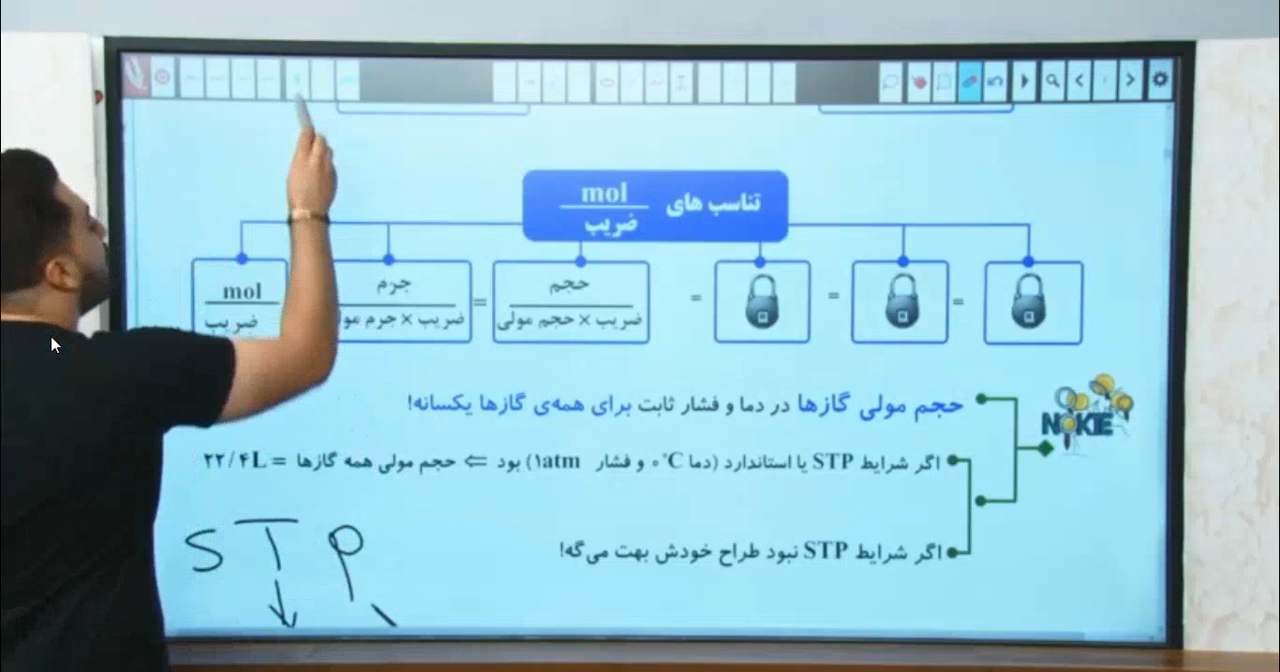 تناسب های mol
ضریب
mol
ضریب
جرم
ضریب × جرم مو
=
حجم
ضریب × حجم مولی
=
=
=
NOKTE
حجم مولی گازها در دما و فشار ثابت برای همه‌ی گازها یکسانه!
اگر شرایط STP یا استاندارد (دما ۰°C و فشار ۱atm) بود ⇐ حجم مولی همه گازها = ۲۲/۴L
اگر شرایط STP نبود طراح خودش بهت می‌گه!
STP